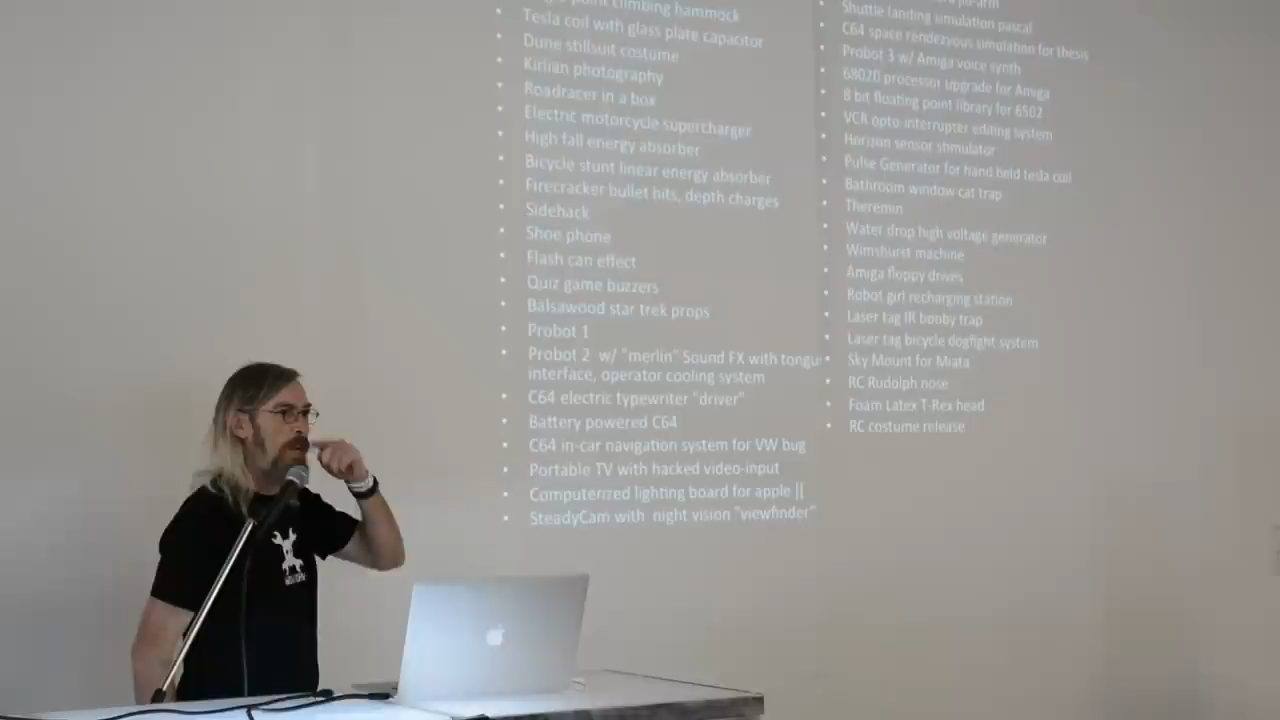 climbing hammock
Tesla coil with glass plate capacitor
Dune stillsuit costume
Kirlian photography
Roadracer in a box
Electric motorcycle supercharger
High fall energy absorber
Bicycle stunt linear energy absorber
Firecracker bullet hits, depth charges
Sidehack
Shoe phone
Flash can effect
Quiz game buzzers
Balsawood star trek props
Probot 1
Probot 2 w/ "merlin" Sound FX with tongu
interface, operator cooling system
C64 electric typewriter "driver"
Battery powered C64
C64 in-car navigation system for VW bug
Portable TV with hacked video-input
Computerized lighting board for apple ||
SteadyCam with night vision "viewfinder"
Shuttle landing simulation pascal
C64 space rendezvous simulation for thesis
Probot 3 w/ Amiga voice synth
68020 processor upgrade for Amiga
8 bit floating point library for 6502
VCR opto-interrupter editing system
Horizon sensor
Pulse Generator for hand held tesla coil
Bathroom window cat trap
Theremin
Water drop high voltage generator
Wimshurst machine
Amiga floppy drives
Robot girl recharging station
Laser tag IR booby trap
Laser tag bicycle dogfight system
Sky Mount for Miata
RC Rudolph nose
Foam Latex T-Rex head
RC costume release